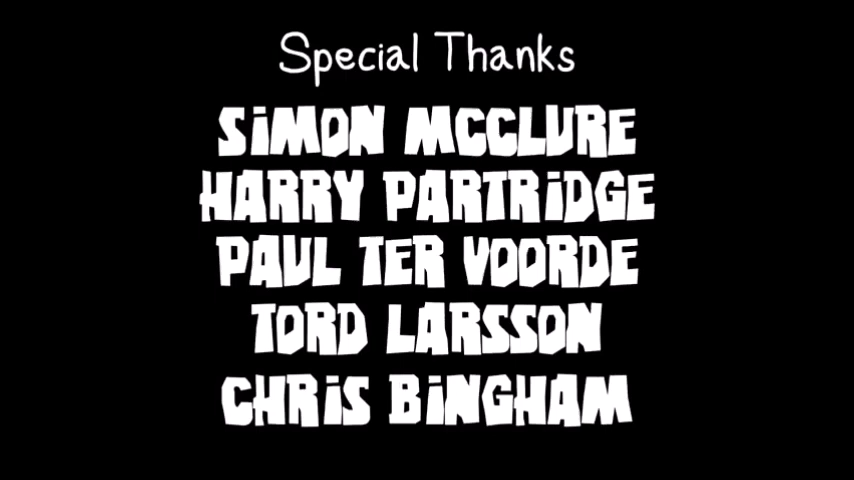 Special Thanks
SiMON MCCLURE
HARRY PARTRiDGE
PAUL TER VOORDE
TORD LARSSON
CHRiS BiNGHAM